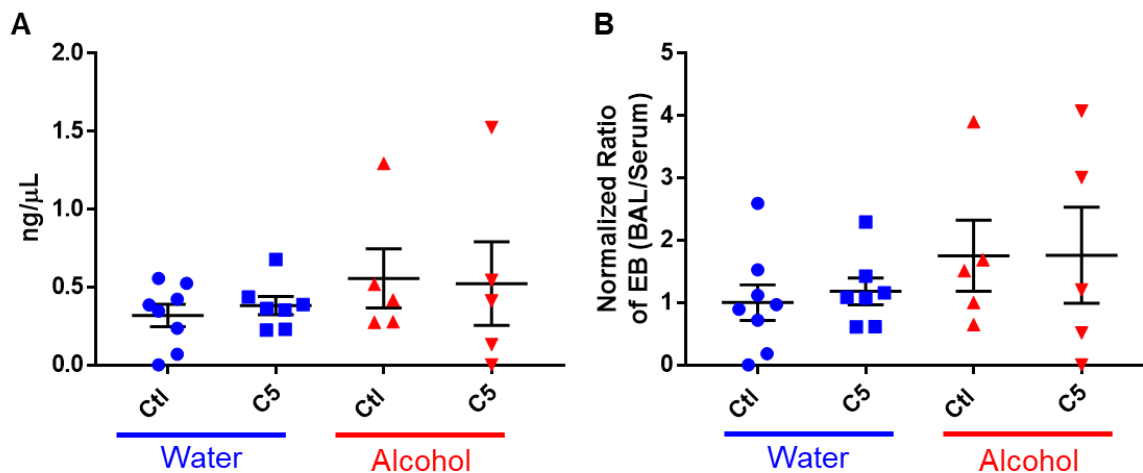 A
ng/µL
2.0
1.5
1.0
0.5
0.0
Ctl
C5
Ctl
C5
Water
Alcohol
B
Normalized Ratio
of EB (BAL/Serum)
5
4
3
2
1
0
Ctl
C5
Ctl
C5
Water
Alcohol